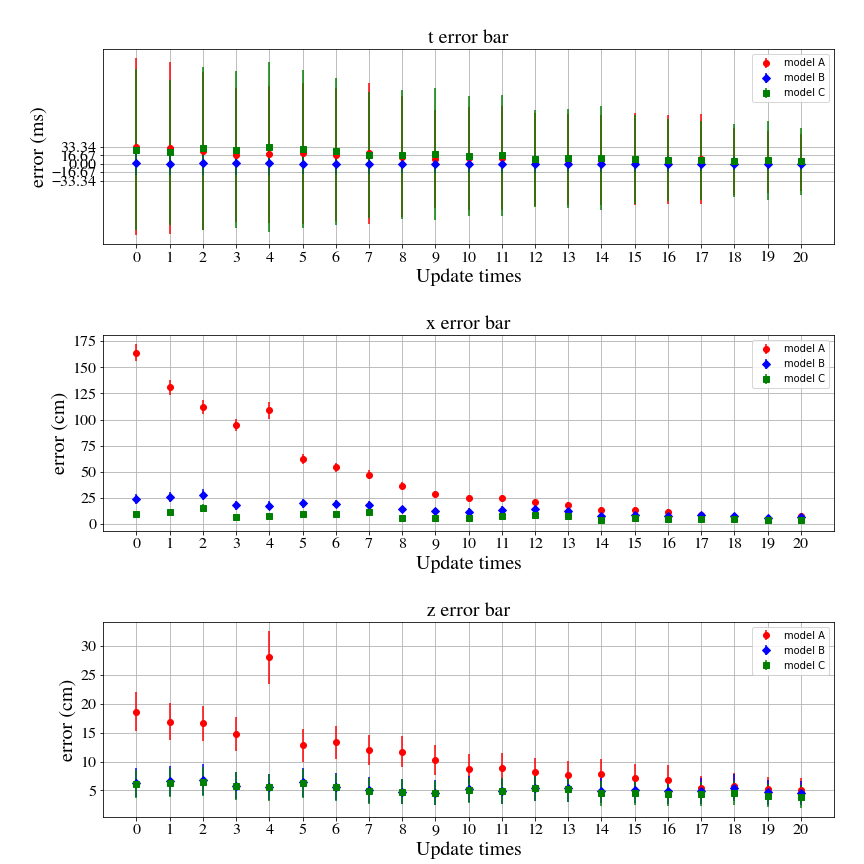 t error bar
error (ms)
33.34
16.67
0.00
−16.67
−33.34
model A
model B
model C
0 1 2 3 4 5 6 7 8 9 10 11 12 13 14 15 16 17 18 19 20
Update times
x error bar
error (cm)
175
150
125
100
75
50
25
0
model A
model B
model C
0 1 2 3 4 5 6 7 8 9 10 11 12 13 14 15 16 17 18 19 20
Update times
z error bar
error (cm)
30
25
20
15
10
5
model A
model B
model C
0 1 2 3 4 5 6 7 8 9 10 11 12 13 14 15 16 17 18 19 20
Update times